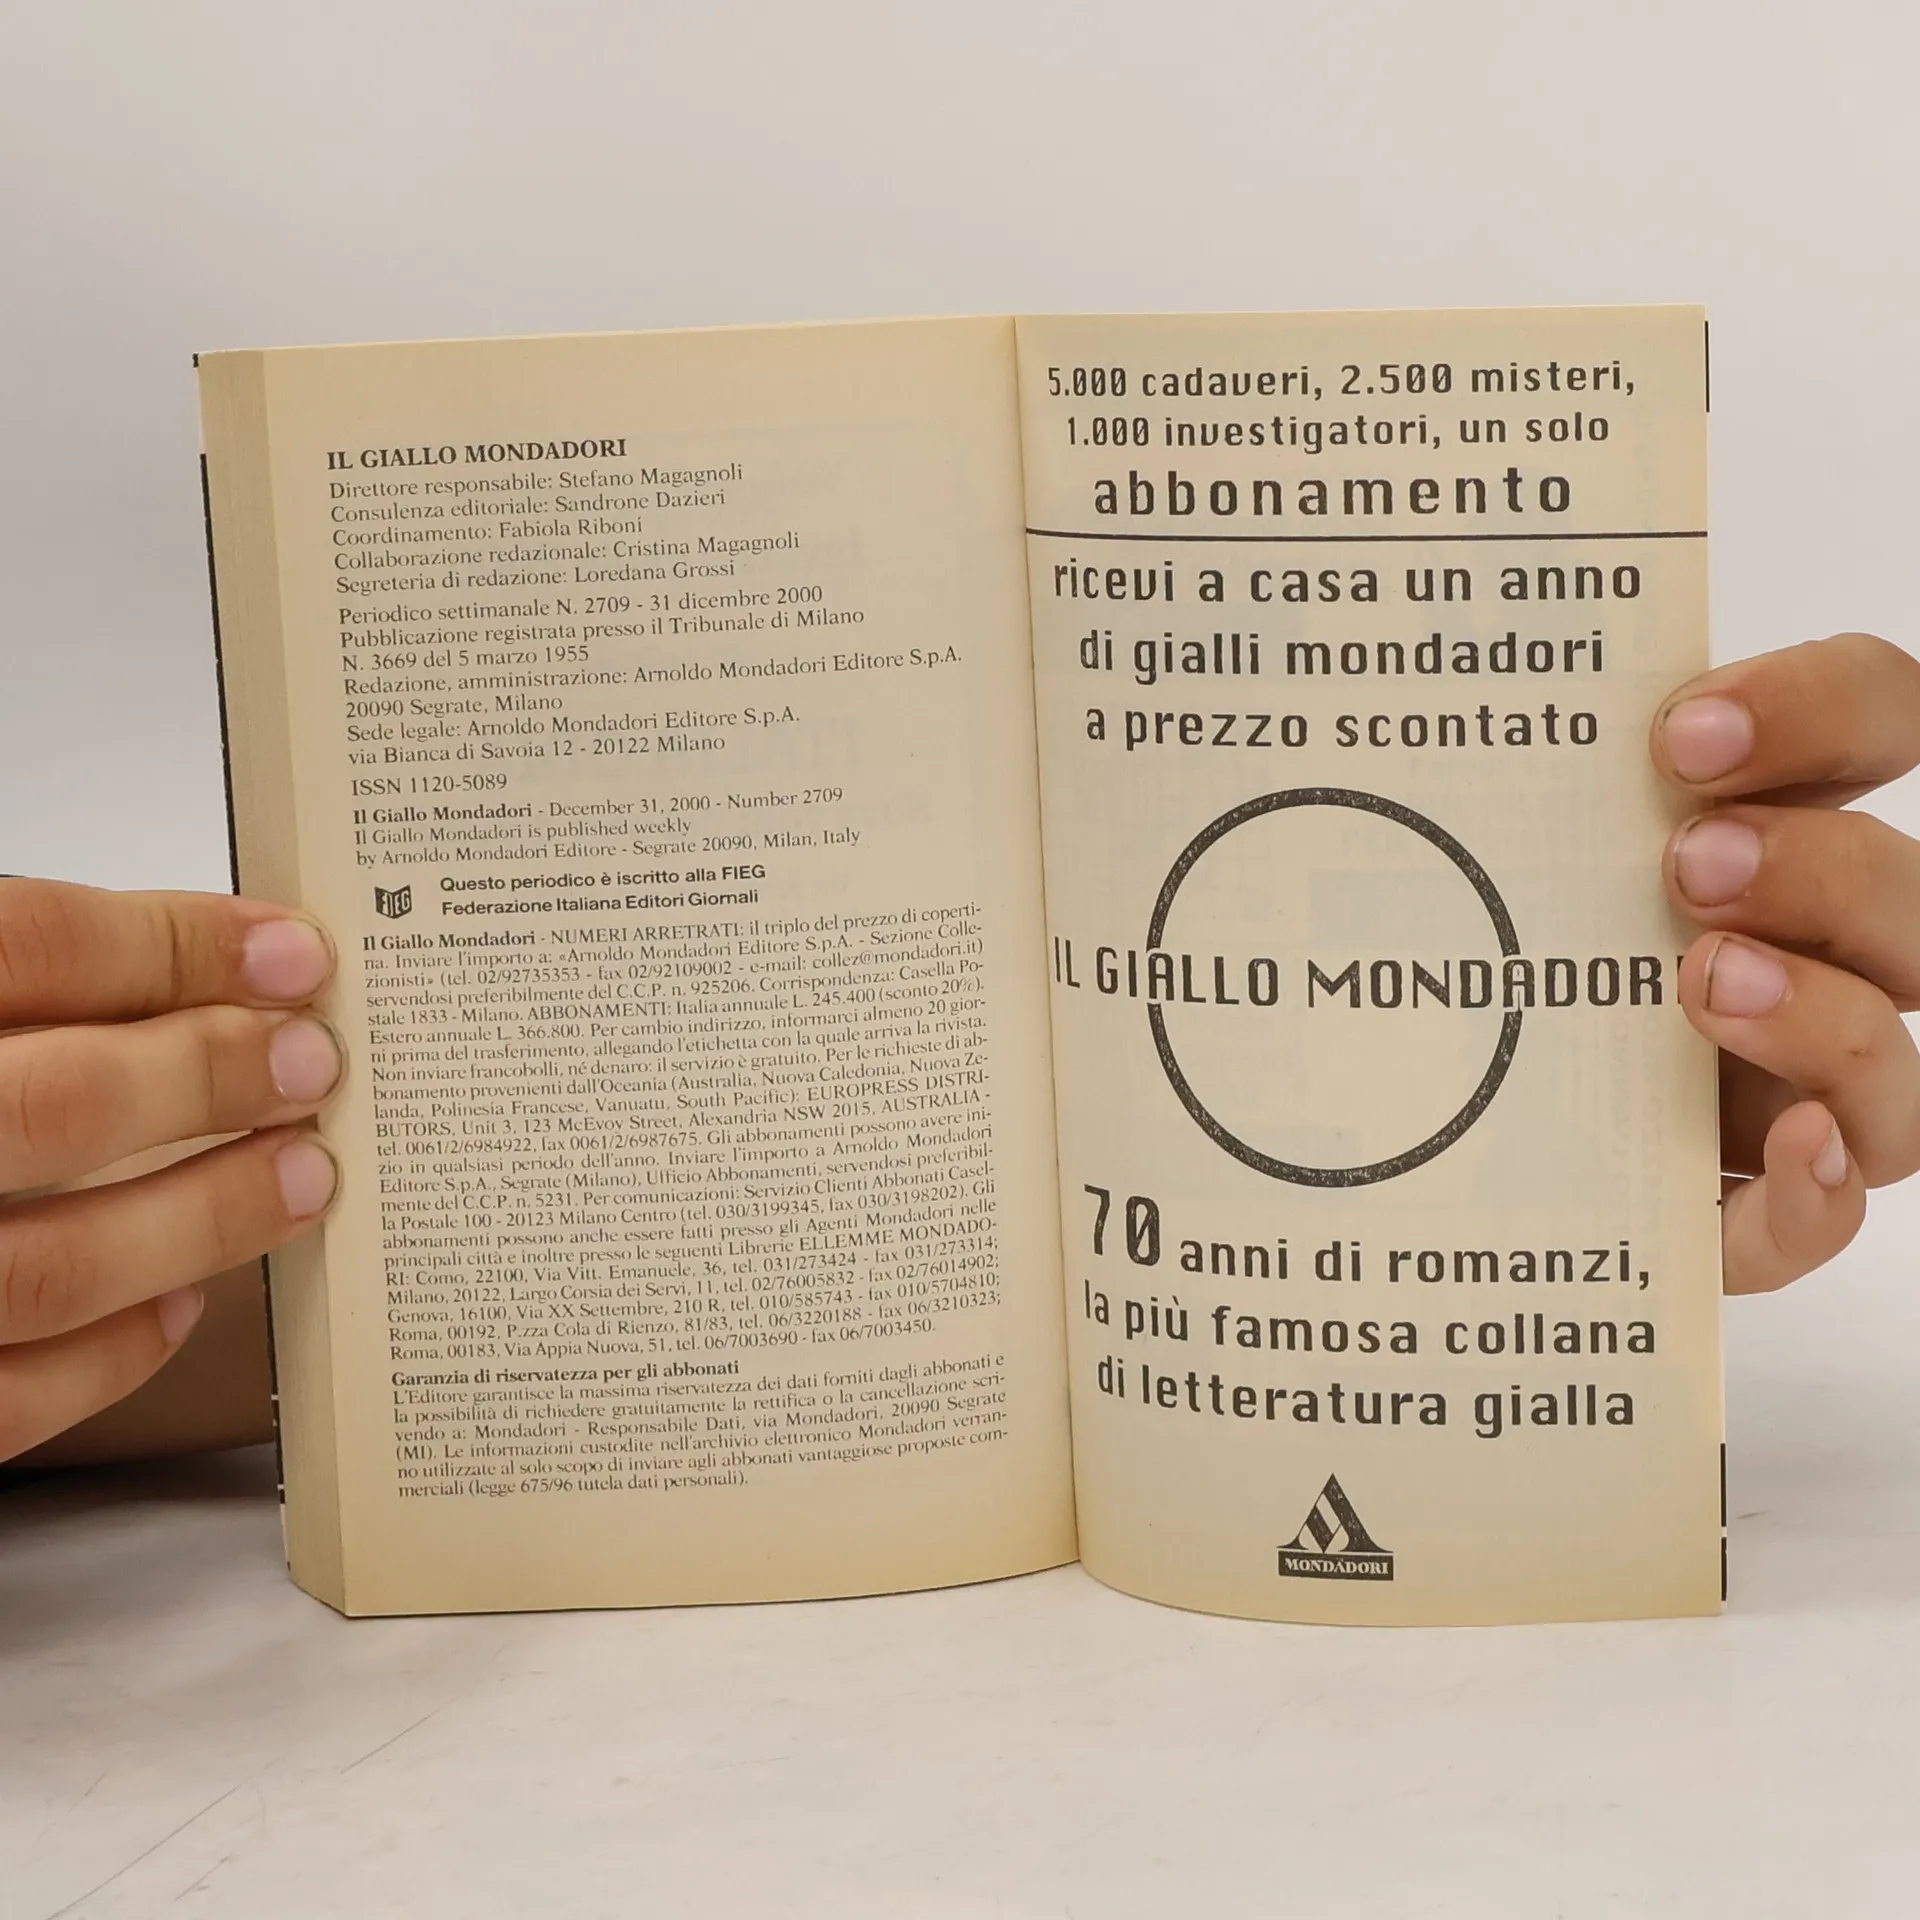 IL GIALLO MONDADORI
Direttore responsabile: Stefano Magagnoli
Consulenza editoriale: Sandrone Dazieri
Coordinamento: Fabiola Riboni
Collaborazione redazionale: Cristina Magagnoli
Segreteria di redazione: Loredana Grossi
Periodico settimanale N. 2709 - 31 dicembre 2000
Pubblicazione registrata presso il Tribunale di Milano
N. 3669 del 5 marzo 1955
Redazione, amministrazione: Arnoldo Mondadori Editore S.p.A.
20090 Segrate, Milano
Sede legale: Arnoldo Mondadori Editore S.p.A.
via Bianca di Savoia 12 - 20122 Milano
ISSN 1120-5089
Il Giallo Mondadori - December 31, 2000 - Number 2709
Il Giallo Mondadori is published weekly
by Arnoldo Mondadori Editore - Segrate 20090, Milan, Italy
FIEG
Questo periodico è iscritto alla FIEG
Federazione Italiana Editori Giornali
Il Giallo Mondadori - NUMERI ARRETRATI: il triplo del prezzo di coperti-
na. Inviare l'importo a: «Arnoldo Mondadori Editore S.p.A. - Sezione Colle-
zionisti» (tel. 02/92735353 - fax 02/92109002 - e-mail: collez@mondadori.it)
servendosi preferibilmente del C.C.P. n. 925206. Corrispondenza: Casella Po-
stale 1833 - Milano. ABBONAMENTI: Italia annuale L. 245.400 (sconto 20%).
Estero annuale L. 366.800. Per cambio indirizzo, informarci almeno 20 gior-
ni prima del trasferimento, allegando l'etichetta con la quale arriva la rivista.
Non inviare francobolli, né denaro: il servizio è gratuito. Per le richieste di ab-
bonamento provenienti dall'Oceania (Australia, Nuova Caledonia, Nuova Ze-
landa, Polinesia Francese, Vanuatu, South Pacific): EUROPRESS DISTRI-
BUTORS, Unit 3, 123 McEvoy Street, Alexandria NSW 2015, AUSTRALIA -
tel. 0061/2/6984922, fax 0061/2/6987675. Gli abbonamenti possono avere ini-
zio in qualsiasi periodo dell'anno. Inviare l'importo a Arnoldo Mondadori
Editore S.p.A., Segrate (Milano), Ufficio Abbonamenti, servendosi preferibil-
mente del C.C.P. n. 5231. Per comunicazioni: Servizio Clienti Abbonati Casel-
la Postale 100 - 20123 Milano Centro (tel. 030/3199345, fax 030/3198202). Gli
abbonamenti possono anche essere fatti presso gli Agenti Mondadori nelle
principali città e inoltre presso le seguenti Librerie ELLEMME MONDADO-
RI: Como, 22100, Via Vitt. Emanuele, 36, tel. 031/273424 - fax 031/273314;
Milano, 20122, Largo Corsia dei Servi, 11, tel. 02/76005832 - fax 02/76014902;
Genova, 16100, Via XX Settembre, 210 R, tel. 010/585743 - fax 010/5704810;
Roma, 00192, P.zza Cola di Rienzo, 81/83, tel. 06/3220188 - fax 06/3210323;
Roma, 00183, Via Appia Nuova, 51, tel. 06/7003690 - fax 06/7003450.
Garanzia di riservatezza per gli abbonati
L'Editore garantisce la massima riservatezza dei dati forniti dagli abbonati e
la possibilità di richiedere gratuitamente la rettifica o la cancellazione scri-
vendo a: Mondadori - Responsabile Dati, via Mondadori, 20090 Segrate
(MI). Le informazioni custodite nell'archivio elettronico Mondadori verran-
no utilizzate al solo scopo di inviare agli abbonati vantaggiose proposte com-
merciali (legge 675/96 tutela dati personali).
5.000 cadaveri, 2.500 misteri,
1.000 investigatori, un solo
abbonamento
ricevi a casa un anno
di gialli mondadori
a prezzo scontato
IL GIALLO MONDADORI
70 anni di romanzi,
la più famosa collana
di letteratura gialla
MONDADORI